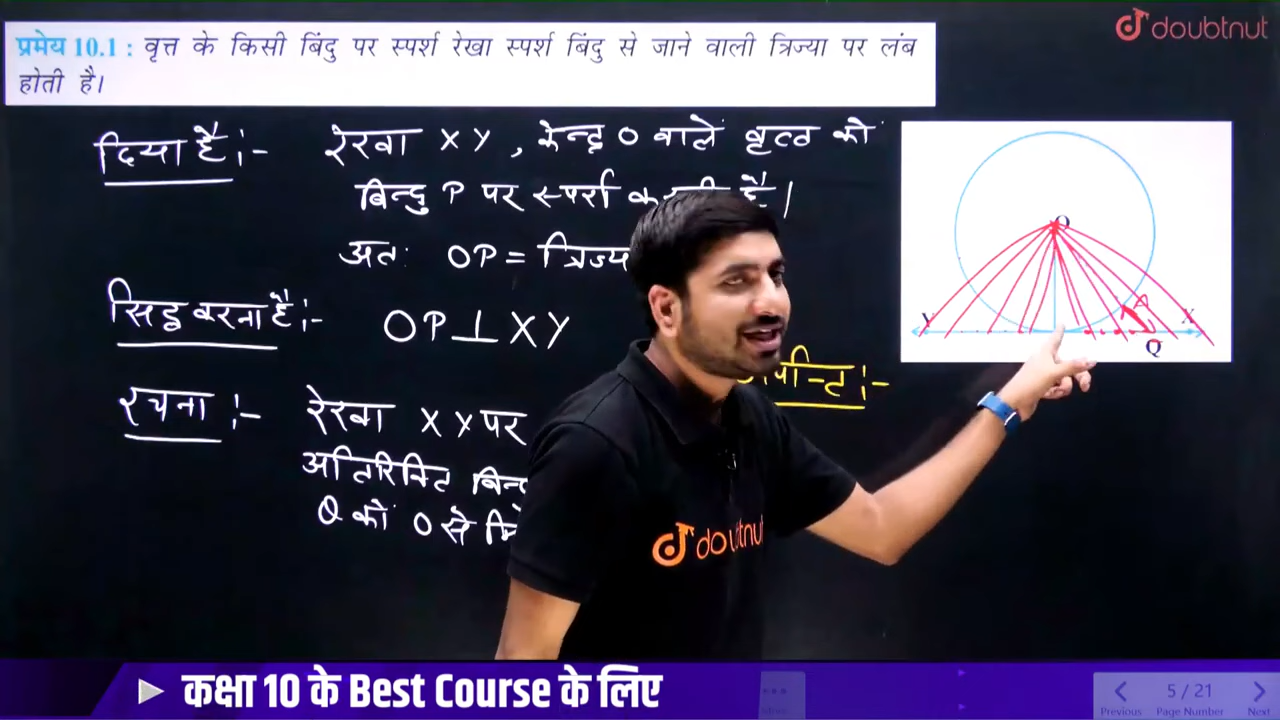 प्रमेय 10.1 : वृत्त के किसी बिंदु पर स्पर्श रेखा स्पर्श बिंदु से जाने वाली त्रिज्या पर लंब
होती है।
doubtnut
दिया है :- रेखा XY, केन्द्र O वाले वृत्त को
बिन्दु P पर स्पर्श है।
अतः OP = त्रिज्या
सिद्ध करना है :- OP ⊥ XY
रचना :- रेखा XY पर
अतिरिक्त
Q को O से
O
Y
X
Q
doubtnut
कक्षा 10 के Best Course के लिए
5 / 21
Previous Page Number Next